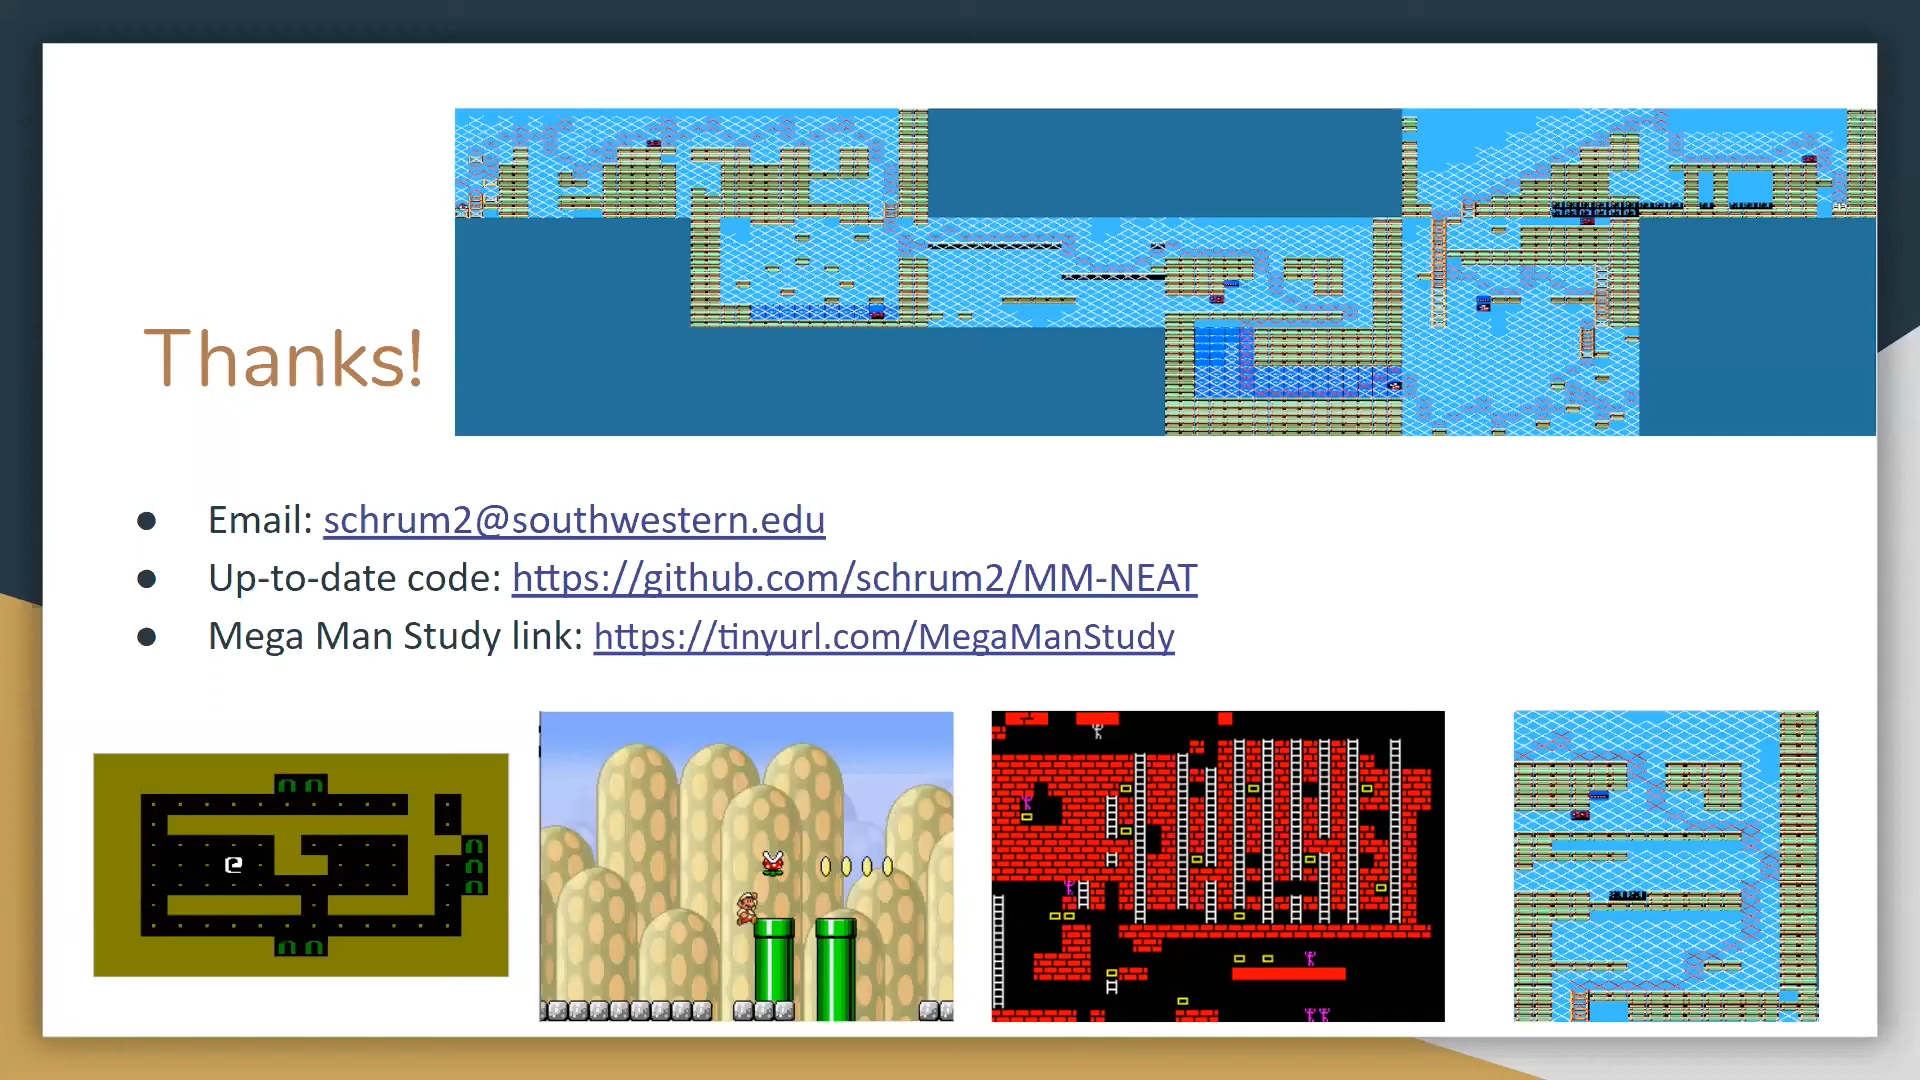 Thanks!
Email: schrum2@southwestern.edu
Up-to-date code: https://github.com/schrum2/MM-NEAT
Mega Man Study link: https://tinyurl.com/MegaManStudy